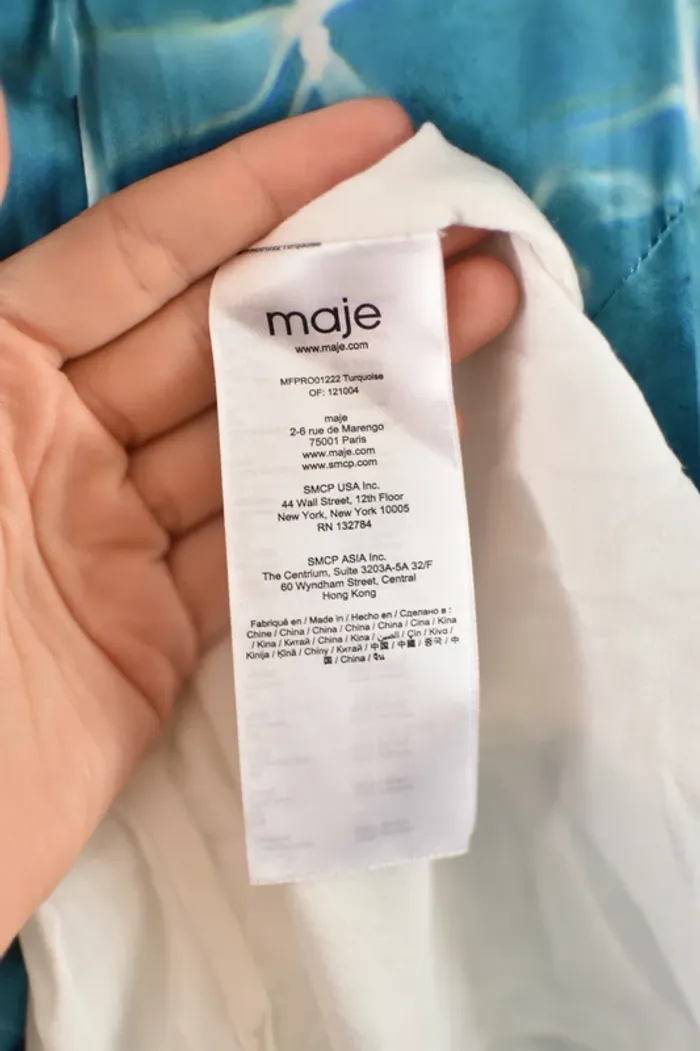 maje
www.maje.com
MFPRO01222 Turquoise
OF: 121004
maje
2-6 rue de Marengo
75001 Paris
www.maje.com
www.smcp.com
SMCP USA Inc.
44 Wall Street, 12th Floor
New York, New York 10005
RN 132784
SMCP ASIA Inc.
The Centrium, Suite 3203A-5A 32/F
60 Wyndham Street, Central
Hong Kong
Fabriqué en / Made in / Hecho en / Сделано в :
Chine / China / China / China / China / Cina / Kina
/ Kina / Китай / China / Kina / الصين / Çin / Kivo /
Kinija / Ķīnā / Chiny / Китай / 中国 / 中國 / 중국 / 中
国 / China / จีน